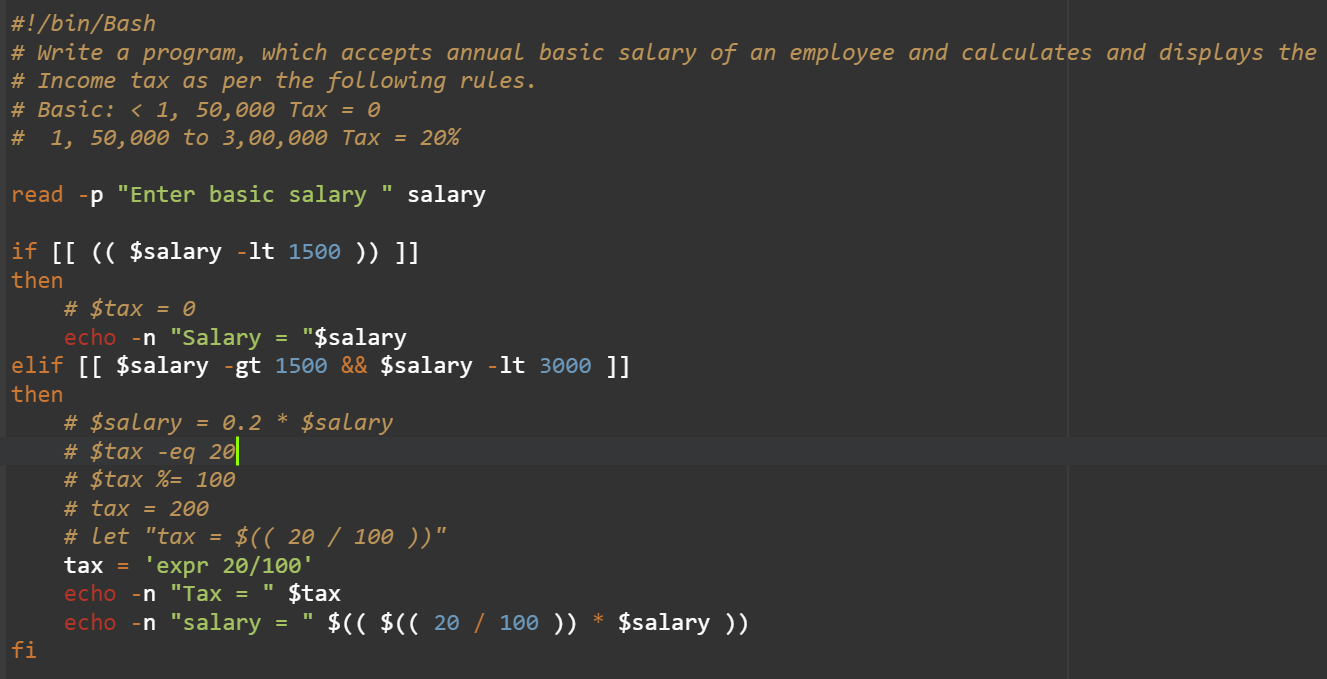 #!/bin/Bash
# Write a program, which accepts annual basic salary of an employee and calculates and displays the
# Income tax as per the following rules.
# Basic: < 1, 50,000 Tax = 0
#  1, 50,000 to 3,00,000 Tax = 20%
read -p "Enter basic salary " salary
if [[ (( $salary -lt 1500 )) ]]
then
    # $tax = 0
    echo -n "Salary = "$salary
elif [[ $salary -gt 1500 && $salary -lt 3000 ]]
then
    # $salary = 0.2 * $salary
    # $tax -eq 20
    # $tax %= 100
    # tax = 200
    # let "tax = $(( 20 / 100 ))"
    tax = 'expr 20/100'
    echo -n "Tax = " $tax
    echo -n "salary = " $(( $(( 20 / 100 )) * $salary ))
fi